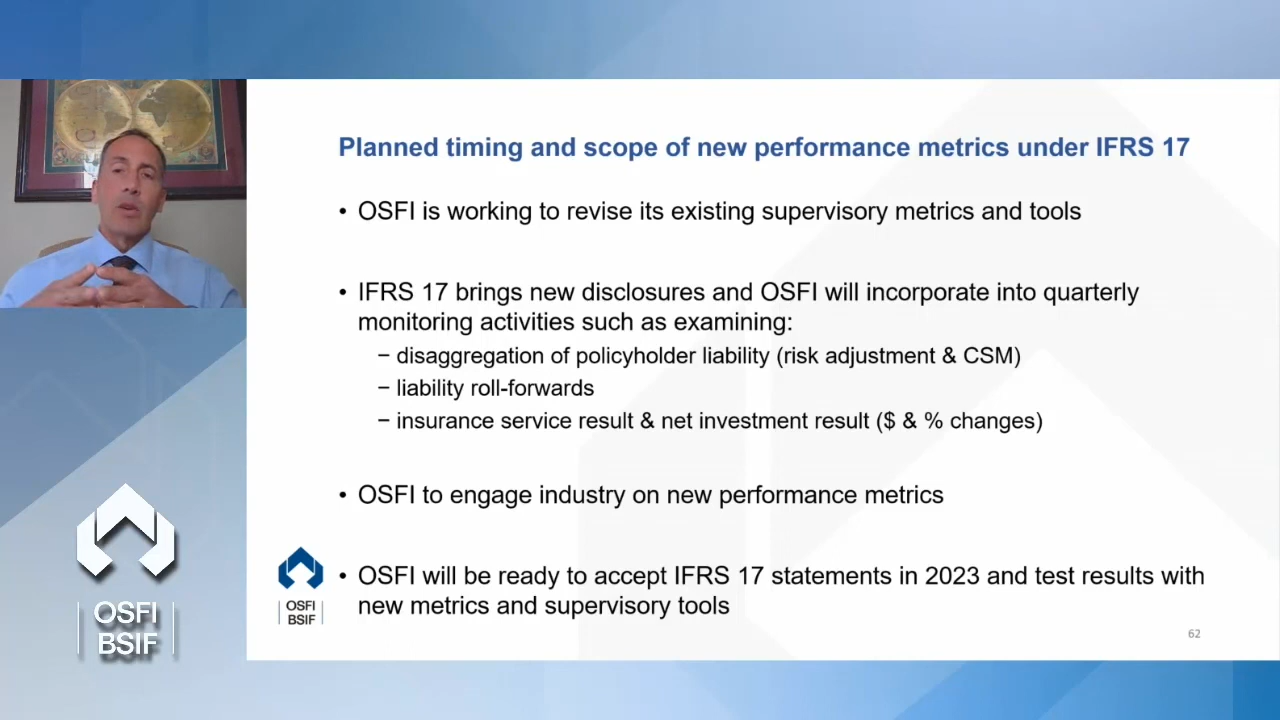 Planned timing and scope of new performance metrics under IFRS 17
• OSFI is working to revise its existing supervisory metrics and tools
• IFRS 17 brings new disclosures and OSFI will incorporate into quarterly
monitoring activities such as examining:
− disaggregation of policyholder liability (risk adjustment & CSM)
− liability roll-forwards
− insurance service result & net investment result ($ & % changes)
• OSFI to engage industry on new performance metrics
• OSFI will be ready to accept IFRS 17 statements in 2023 and test results with
new metrics and supervisory tools
OSFI
BSIF
62
OSFI
BSIF